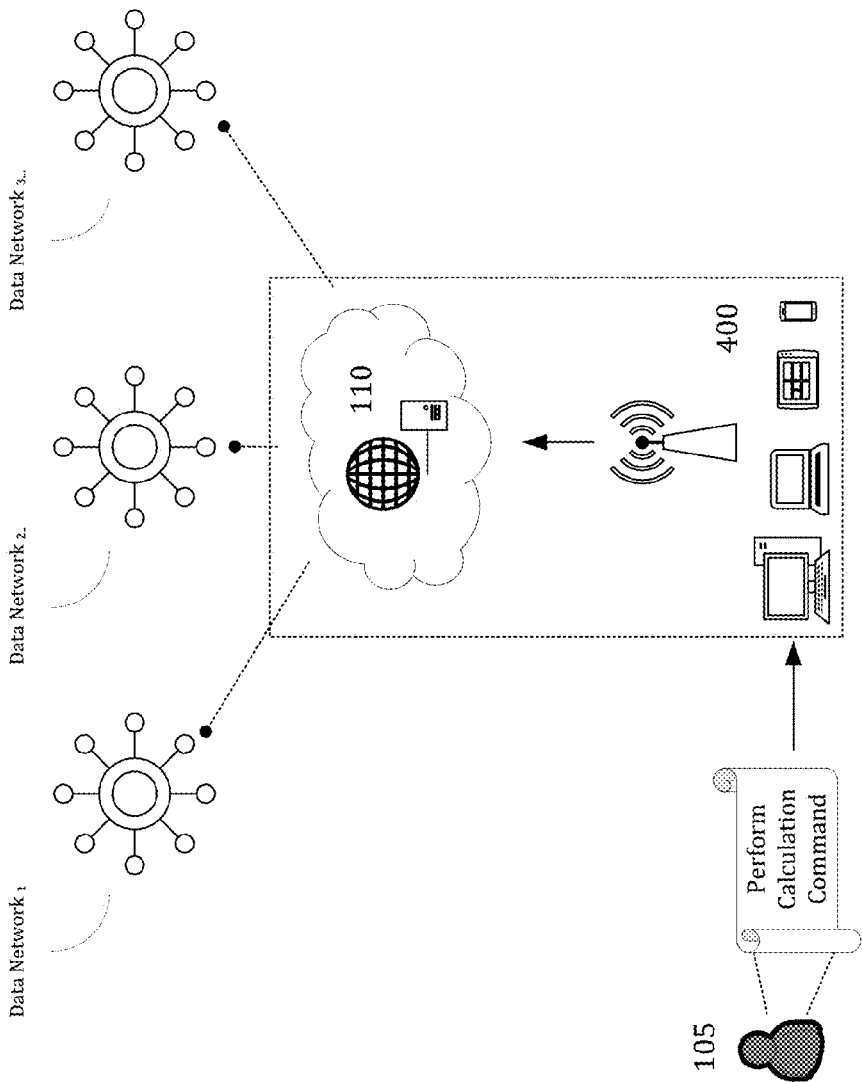 Data Network 1
Data Network 2..
Data Network 3...
110
400
105
Perform
Calculation
Command